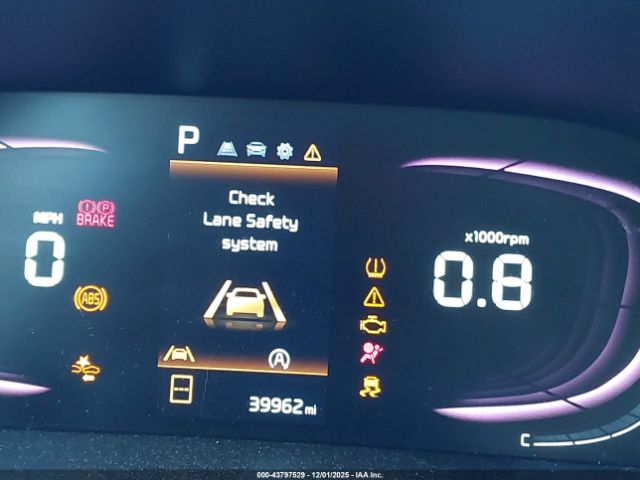 P
Check
Lane Safety
system
BRAKE
MPH
0
ABS
x1000rpm
0.8
A
39962 mi
C
000-43797529 - 12/01/2025 - IAA Inc.